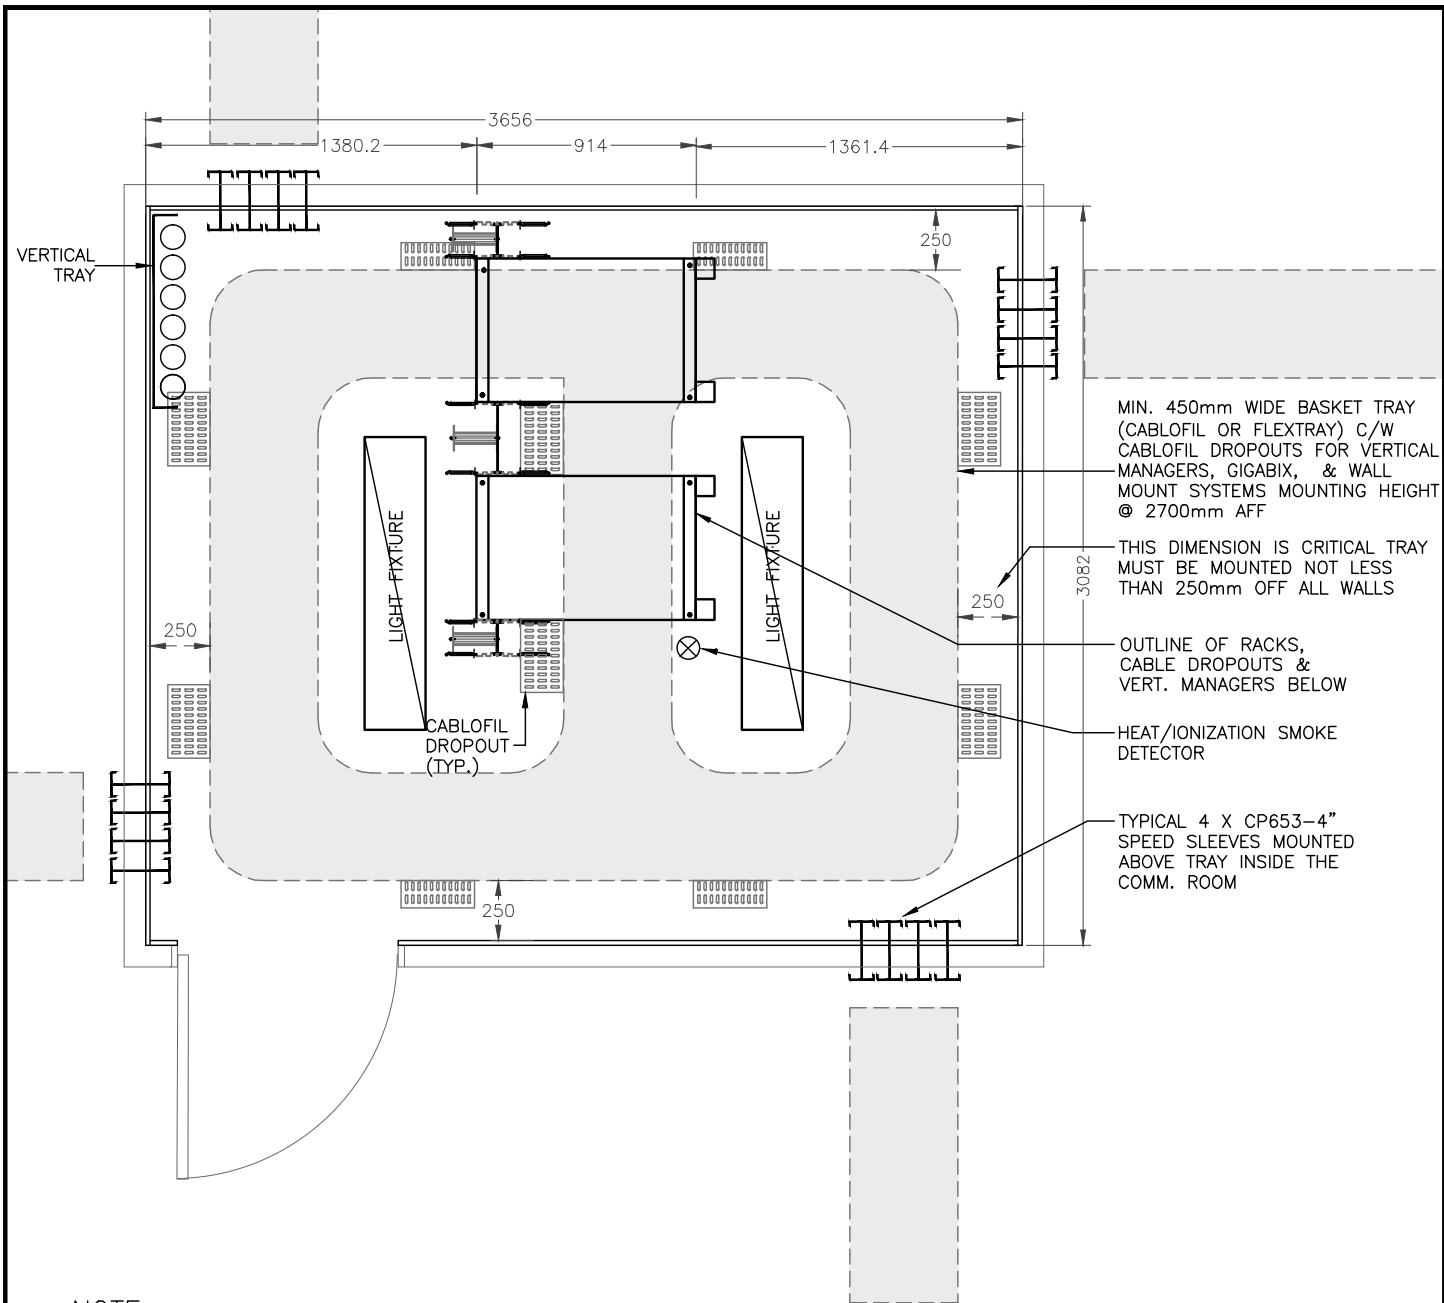 3656
1380.2
914
1361.4
250
VERTICAL
TRAY
MIN. 450mm WIDE BASKET TRAY
(CABLOFIL OR FLEXTRAY) C/W
CABLOFIL DROPOUTS FOR VERTICAL
MANAGERS, GIGABIX, & WALL
MOUNT SYSTEMS MOUNTING HEIGHT
@ 2700mm AFF
THIS DIMENSION IS CRITICAL TRAY
MUST BE MOUNTED NOT LESS
THAN 250mm OFF ALL WALLS
3082
LIGHT FIXTURE
LIGHT FIXTURE
250
250
OUTLINE OF RACKS,
CABLE DROPOUTS &
VERT. MANAGERS BELOW
CABLOFIL
DROPOUT
(TYP.)
HEAT/IONIZATION SMOKE
DETECTOR
TYPICAL 4 X CP653-4”
SPEED SLEEVES MOUNTED
ABOVE TRAY INSIDE THE
COMM. ROOM
250